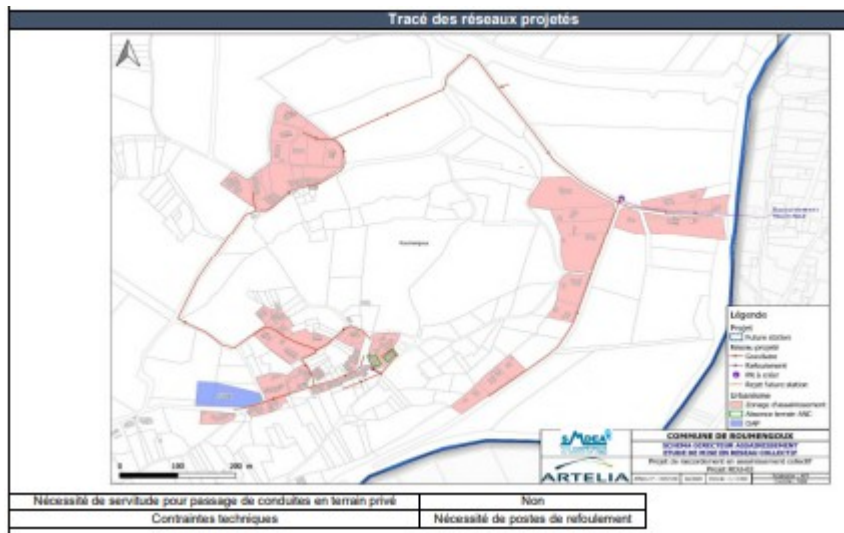 Tracé des réseaux projetés
Roumengoux
Légende
Projet
Future station
Réseau projeté
Gravitaire
Refoulement
PR à créer
Rejet future station
Urbanisme
Zonage d'assainissement
Absence terrain ANC
OAP
0 100 200 m
SMDEA
ARTELIA
COMMUNE DE ROUMENGOUX
SCHEMA DIRECTEUR ASSAINISSEMENT
ETUDE DE MISE EN RESEAU COLLECTIF
Projet de raccordement en assainissement collectif
Nécessité de servitude pour passage de conduites en terrain privé
Non
Contraintes techniques
Nécessité de postes de refoulement